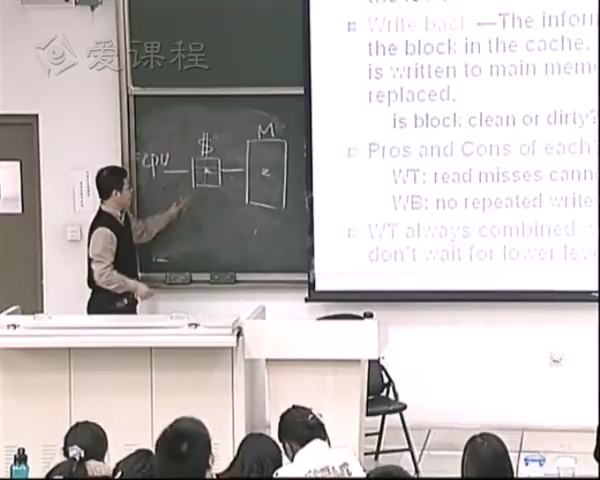 爱课程
Write back—The inform
the block in the cache.
is written to main mem
replaced.
is block clean or dirty?
Pros and Cons of each
WT: read misses cann
WB: no repeated write
WT always combined
don't wait for lower lev
CPU
$
M